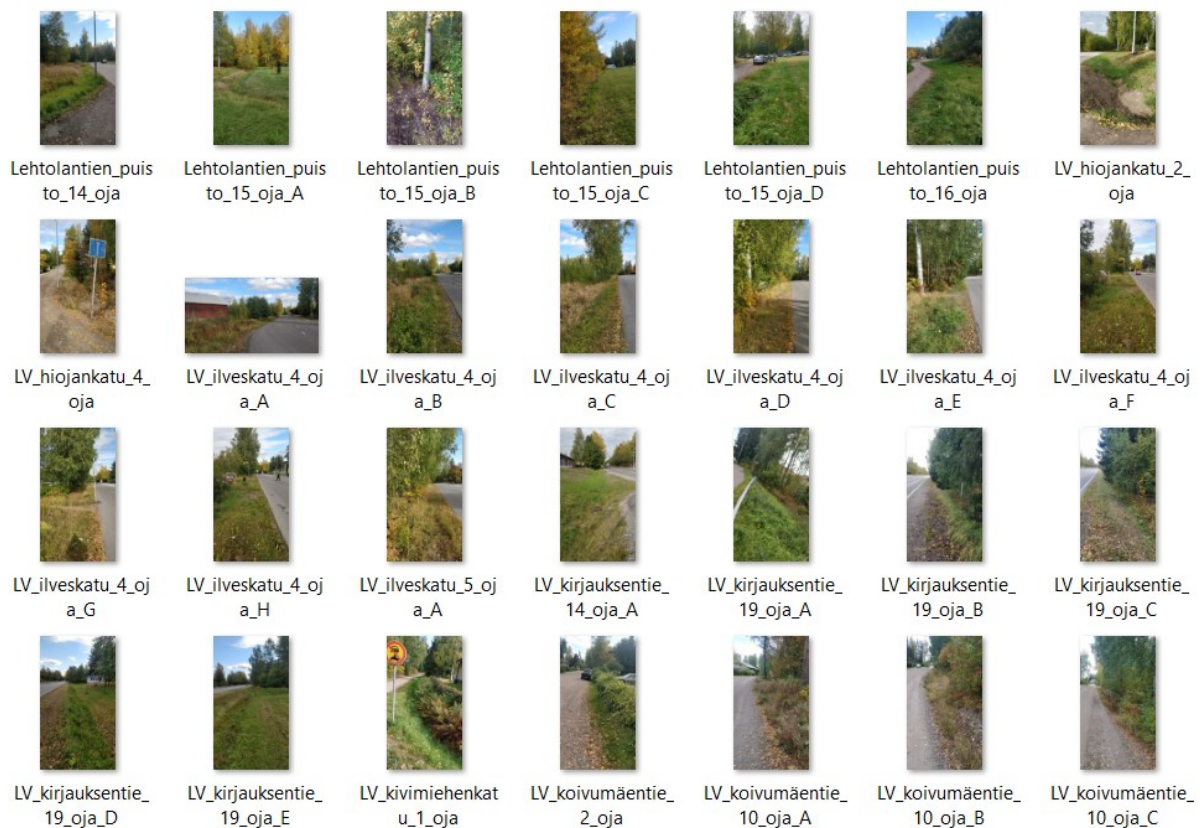 Lehtolantien_puis
to_14_oja
Lehtolantien_puis
to_15_oja_A
Lehtolantien_puis
to_15_oja_B
Lehtolantien_puis
to_15_oja_C
Lehtolantien_puis
to_15_oja_D
Lehtolantien_puis
to_16_oja
LV_hiojankatu_2_
oja
LV_hiojankatu_4_
oja
LV_ilveskatu_4_oj
a_A
LV_ilveskatu_4_oj
a_B
LV_ilveskatu_4_oj
a_C
LV_ilveskatu_4_oj
a_D
LV_ilveskatu_4_oj
a_E
LV_ilveskatu_4_oj
a_F
LV_ilveskatu_4_oj
a_G
LV_ilveskatu_4_oj
a_H
LV_ilveskatu_5_oj
a_A
LV_kirjauksentie_
14_oja_A
LV_kirjauksentie_
19_oja_A
LV_kirjauksentie_
19_oja_B
LV_kirjauksentie_
19_oja_C
LV_kirjauksentie_
19_oja_D
LV_kirjauksentie_
19_oja_E
LV_kivimiehenkat
u_1_oja
LV_koivumäentie_
2_oja
LV_koivumäentie_
10_oja_A
LV_koivumäentie_
10_oja_B
LV_koivumäentie_
10_oja_C